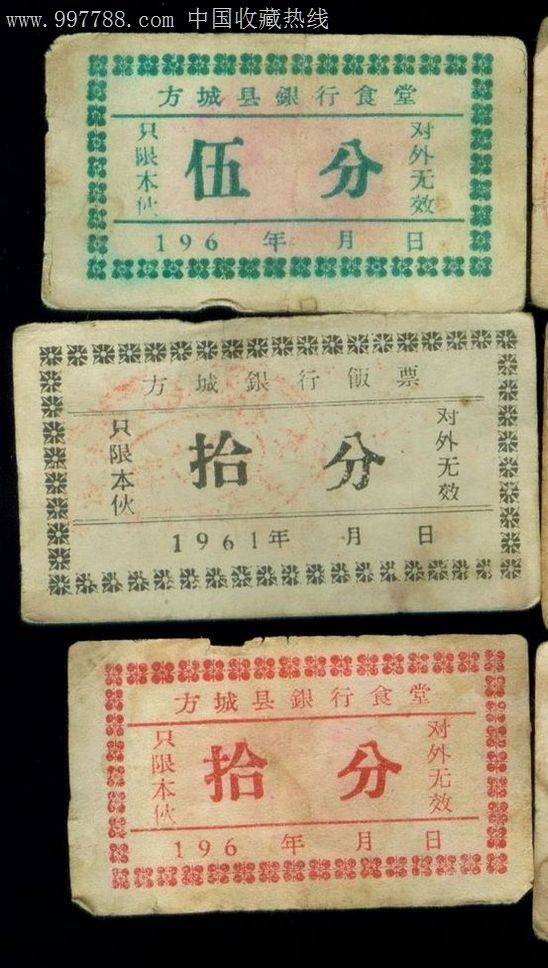 www.997788.com 中国收藏热线
方城县銀行食堂
只限本伙
伍分
对外无效
196 年 月 日
方城銀行飯票
只限本伙
拾分
对外无效
1961年 月 日
方城县銀行食堂
只限本伙
拾分
对外无效
196 年 月 日